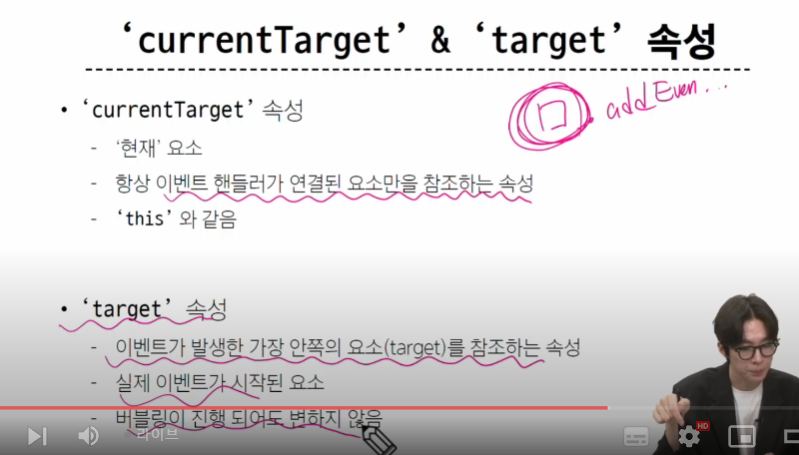 ‘currentTarget’ & ‘target’ 속성
• ‘currentTarget’ 속성
addEven...
- ‘현재’ 요소
- 항상 이벤트 핸들러가 연결된 요소만을 참조하는 속성
- ‘this’ 와 같음
• ‘target’ 속성
- 이벤트가 발생한 가장 안쪽의 요소(target)를 참조하는 속성
- 실제 이벤트가 시작된 요소
- 버블링이 진행 되어도 변하지 않음
라이브
HD